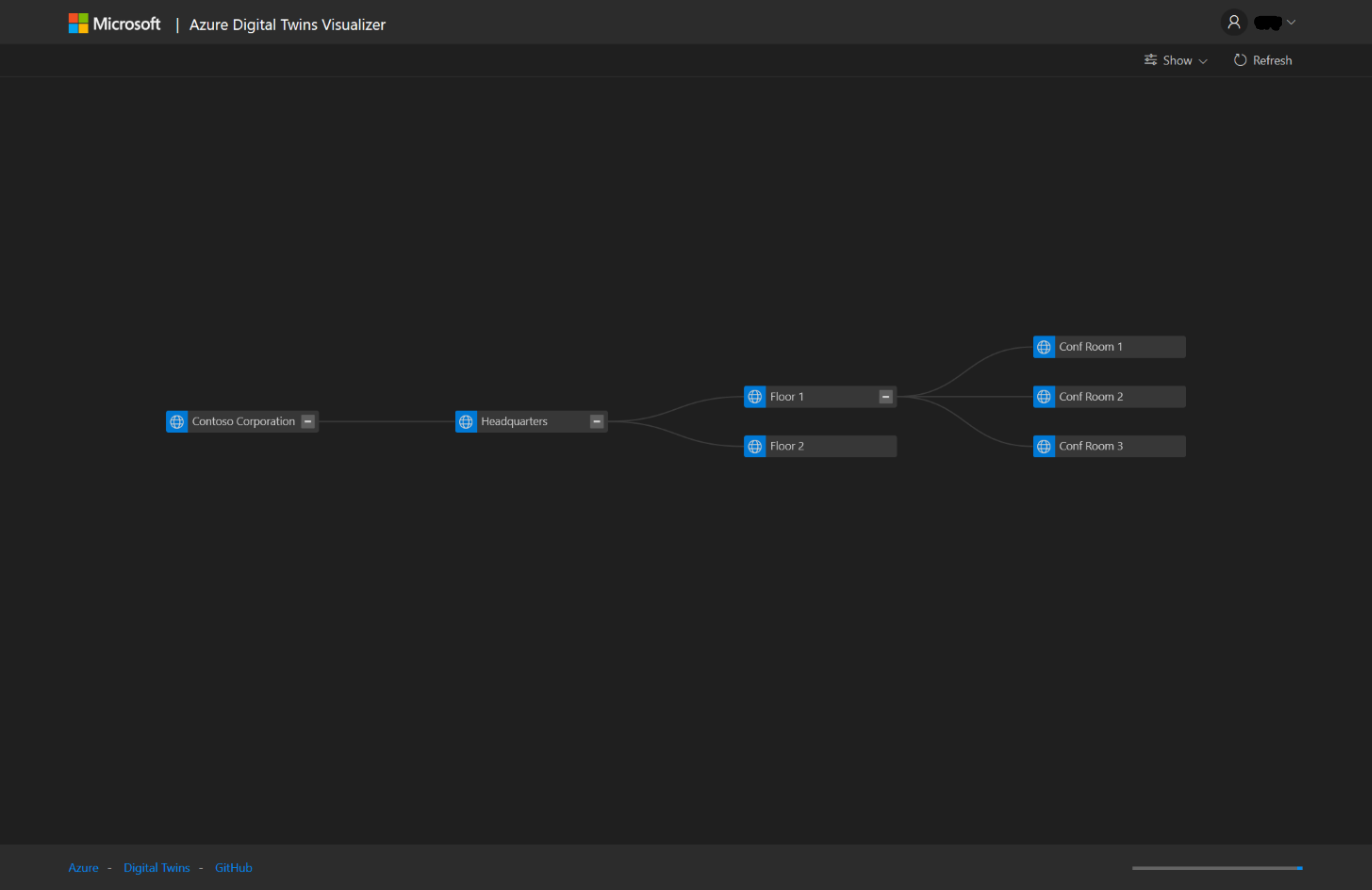 Microsoft | Azure Digital Twins Visualizer
Show Refresh
Conf Room 1
Floor 1 Conf Room 2
Contoso Corporation Headquarters
Floor 2 Conf Room 3
Azure - Digital Twins - GitHub